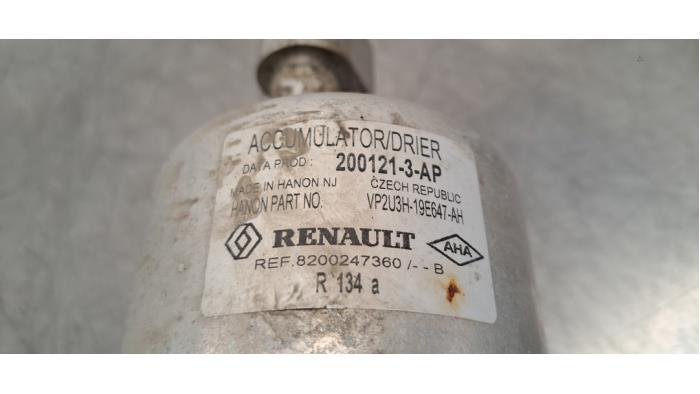 ACCUMULATOR/DRIER
DATA PROD : 200121-3-AP
MADE IN HANON NJ CZECH REPUBLIC
HANON PART NO. VP2U3H-19E647-AH
RENAULT AHA
REF.8200247360 /- - B
R 134 a